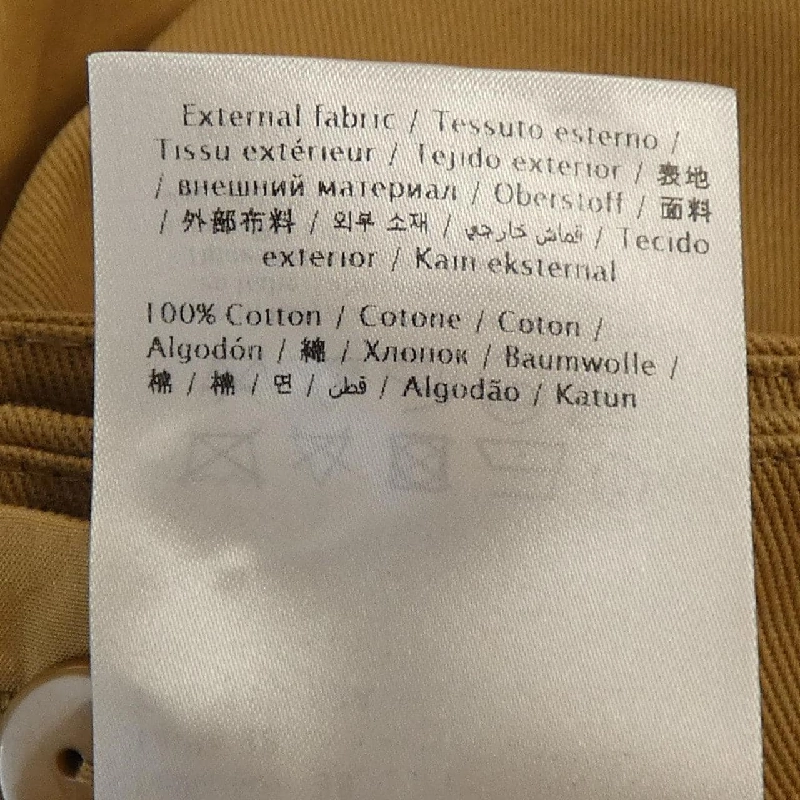 External fabric / Tessuto esterno /
Tissu extérieur / Tejido exterior / 表地
/ внешний материал / Oberstoff / 面料
/ 外部布料 / 외부 소재 / قماش خارجي / Tecido
exterior / Kain eksternal
100% Cotton / Cotone / Coton /
Algodón / 綿 / Хлопок / Baumwolle /
棉 / 棉 / 면 / قطن / Algodão / Katun